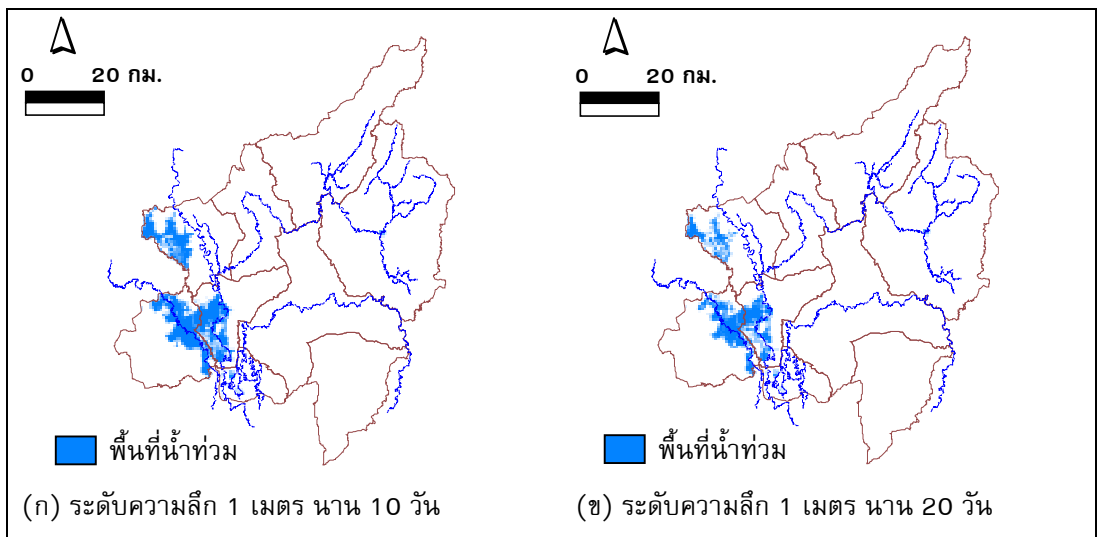 0 20 กม.
พื้นที่น้ำท่วม
(ก) ระดับความลึก 1 เมตร นาน 10 วัน
0 20 กม.
พื้นที่น้ำท่วม
(ข) ระดับความลึก 1 เมตร นาน 20 วัน